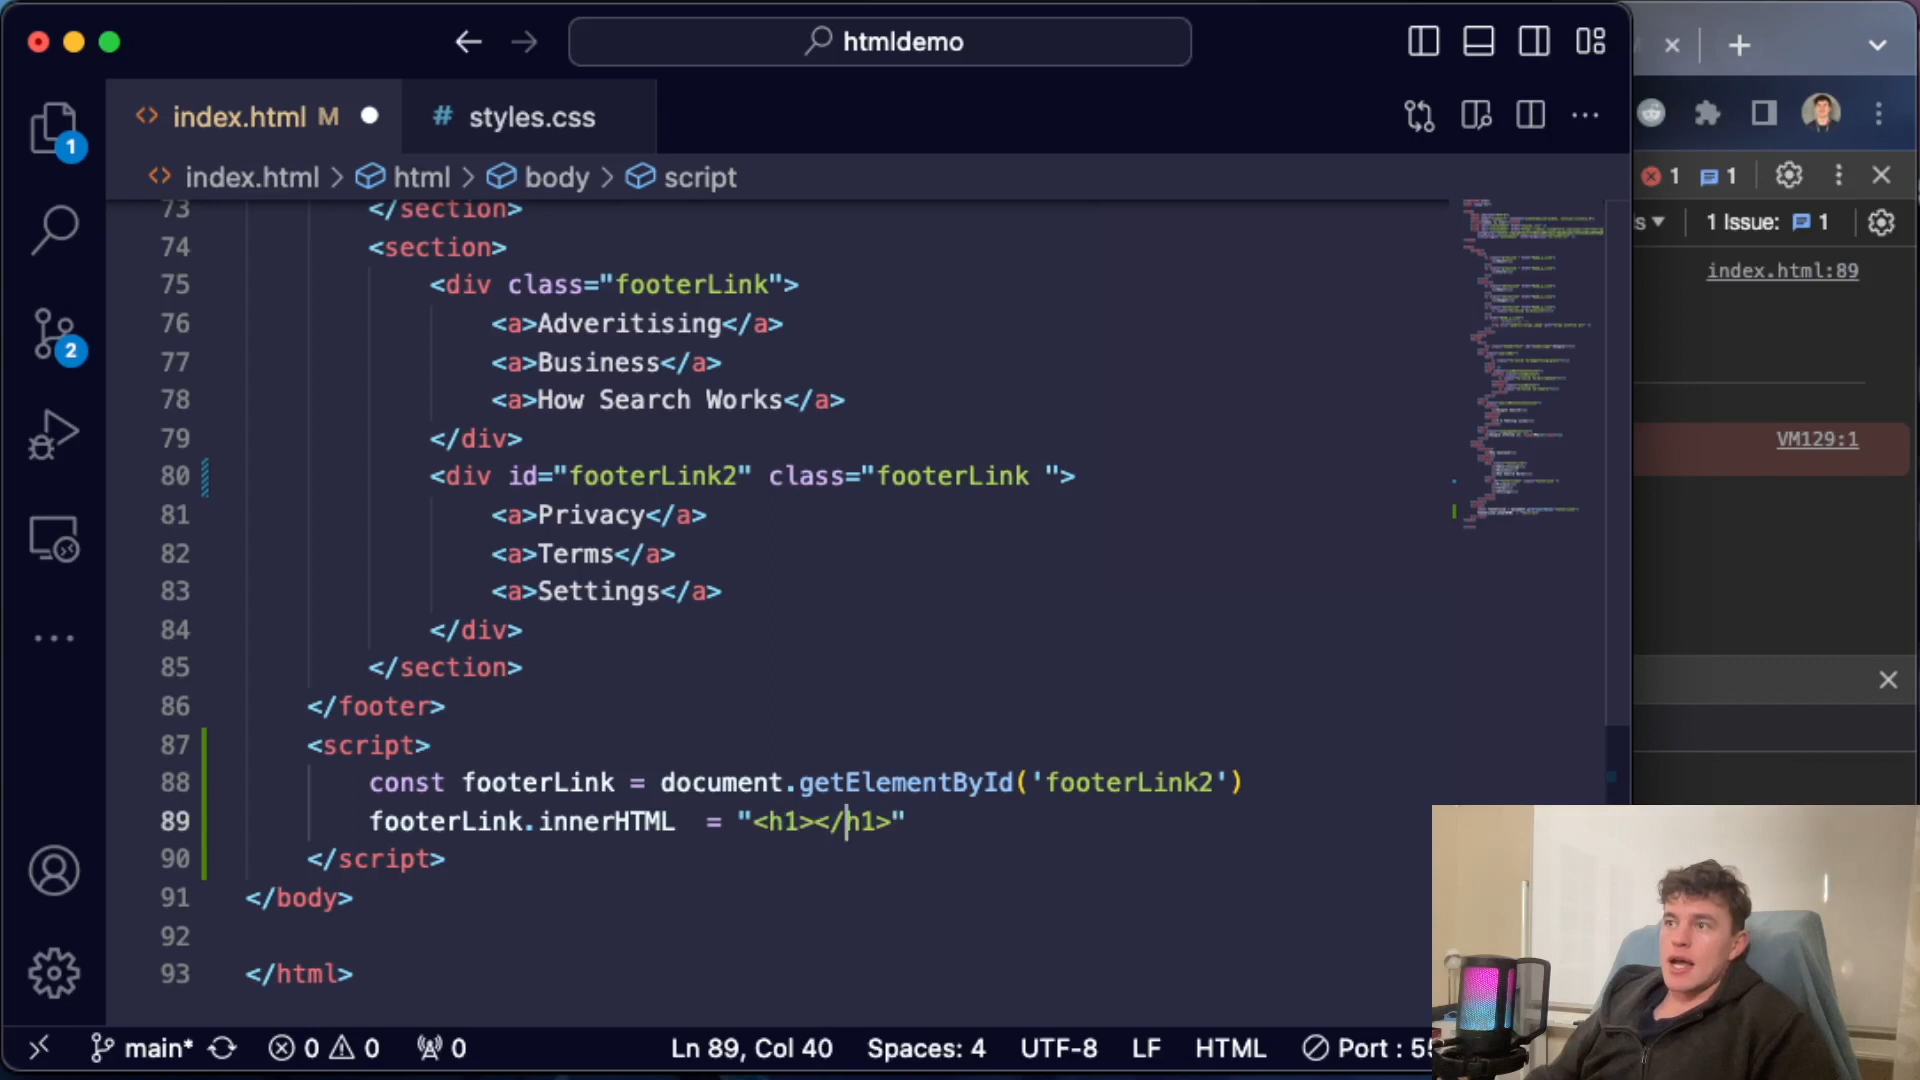 htmldemo
index.html M
# styles.css
index.html > html > body > script
1 1
1 Issue: 1
index.html:89
VM129:1
1
2
73 </section>
74 <section>
75 <div class="footerLink">
76 <a>Adveritising</a>
77 <a>Business</a>
78 <a>How Search Works</a>
79 </div>
80 <div id="footerLink2" class="footerLink ">
81 <a>Privacy</a>
82 <a>Terms</a>
83 <a>Settings</a>
84 </div>
85 </section>
86 </footer>
87 <script>
88 const footerLink = document.getElementById('footerLink2')
89 footerLink.innerHTML  = "<h1></h1>"
90 </script>
91 </body>
92
93 </html>
main* 0 0 0 Ln 89, Col 40 Spaces: 4 UTF-8 LF HTML Port :